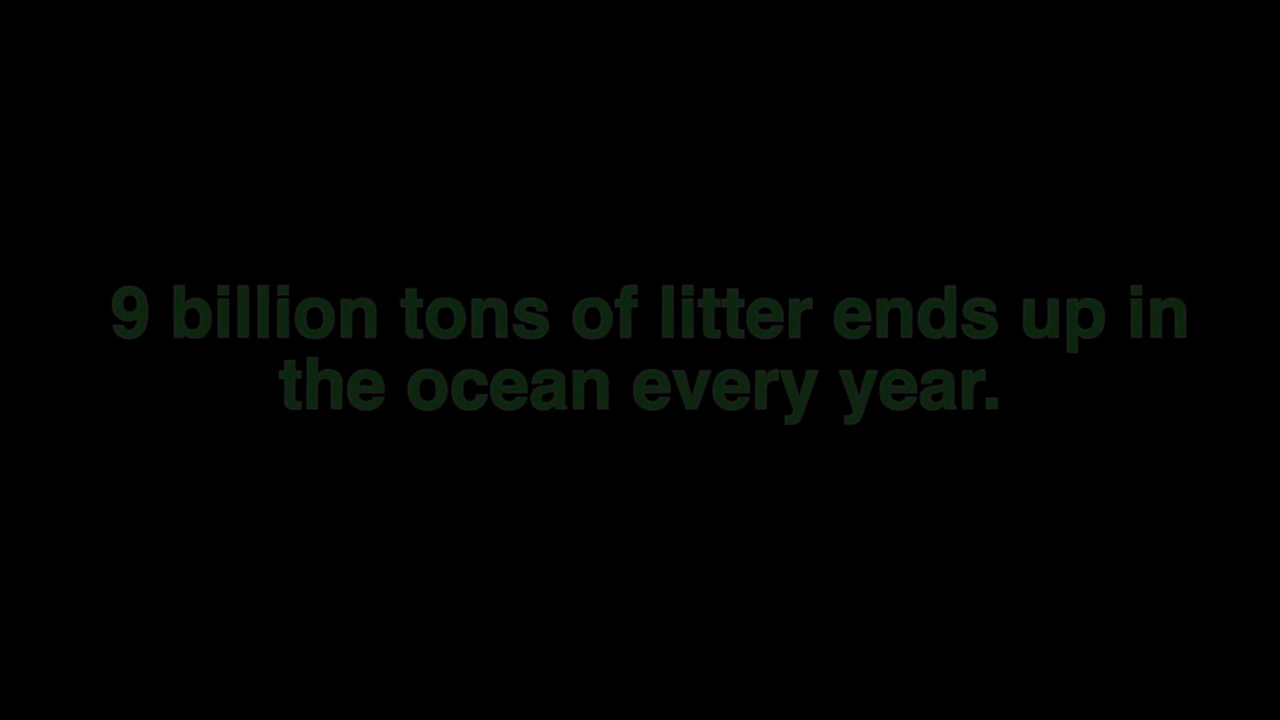 9 billion tons of litter ends up in
the ocean every year.